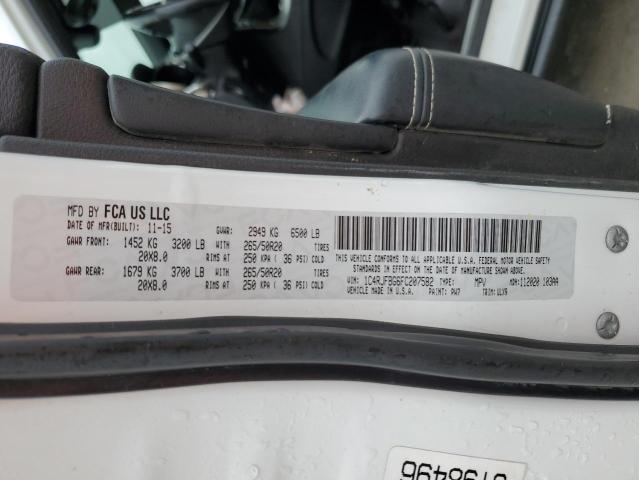 MFD BY FCA US LLC
DATE OF MFR(BUILT): 11-15 GVWR: 2949 KG 6500 LB
GAWR FRONT: 1452 KG 3200 LB WITH 265/50R20 TIRES
20X8.0 RIMS AT 250 KPA ( 36 PSI) COLD
GAWR REAR: 1679 KG 3700 LB WITH 265/50R20 TIRES
20X8.0 RIMS AT 250 KPA ( 36 PSI) COLD
THIS VEHICLE CONFORMS TO ALL APPLICABLE U.S.A. FEDERAL MOTOR VEHICLE SAFETY
STANDARDS IN EFFECT ON THE DATE OF MANUFACTURE SHOWN ABOVE.
VIN: 1C4RJFBG6FC207582 TYPE: MPV MDH:112020 103AA
VEHICLE MADE IN U.S.A. PAINT: PW7 TRIM:ULX9